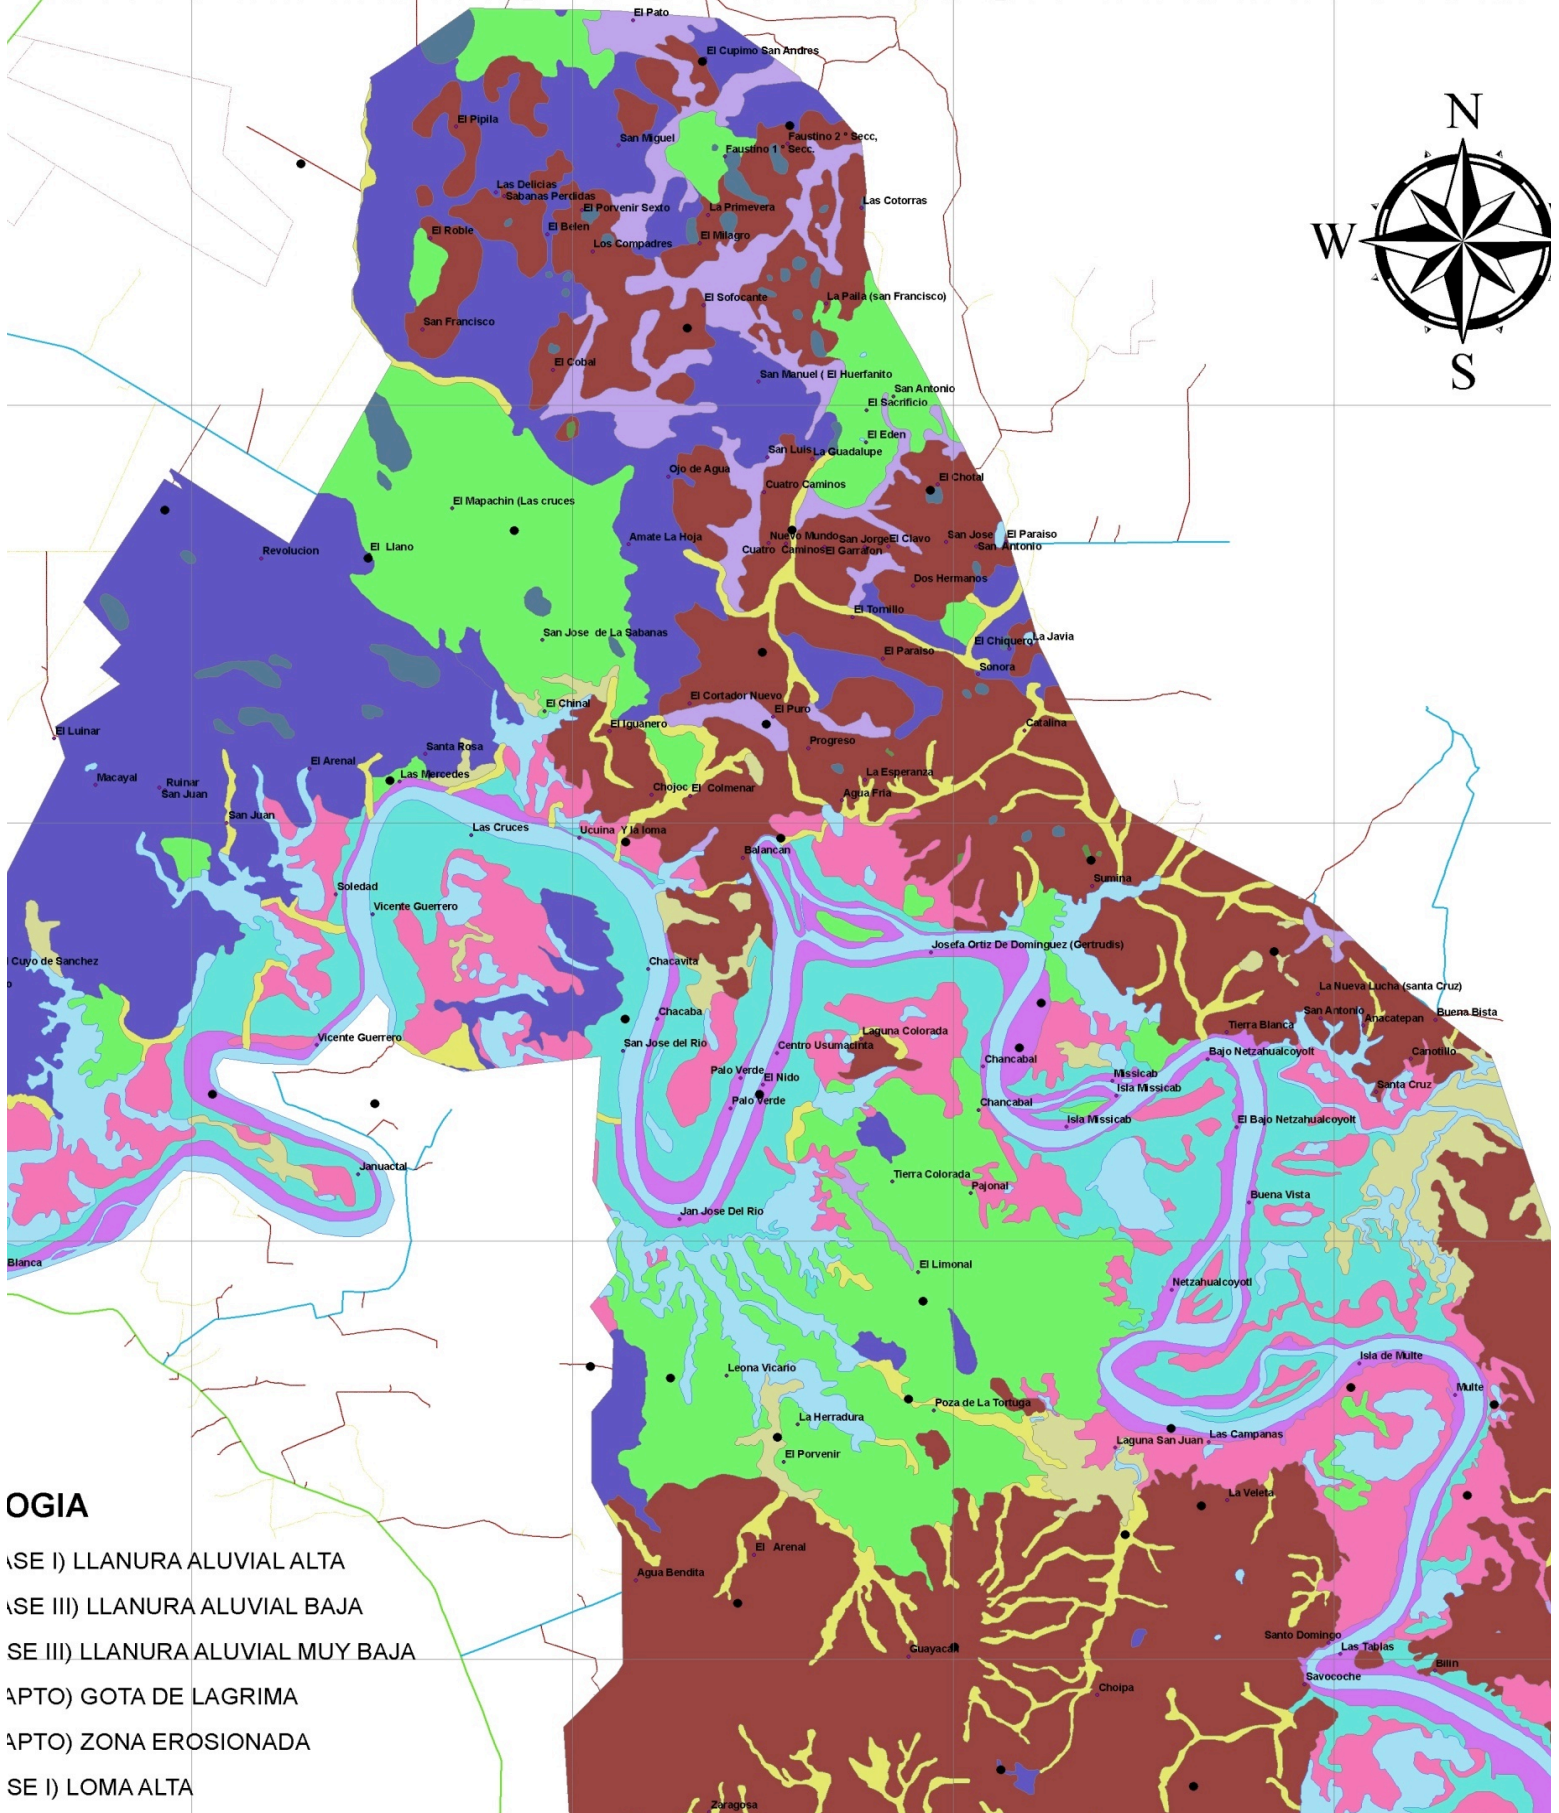 El Pato
N
El Cupimo San Andres
El Pipila
San Miguel
Faustino 2 ° Secc,
Faustino 1 ° Secc.
Las Delicias
Sabanas Perdidas
El Porvenir Sexto
La Primevera
Las Cotorras
El Roble
El Belen
Los Compadres
El Milagro
W
El Sofocante
La Paila (san Francisco)
San Francisco
El Cobal
San Manuel ( El Huerfanito
S
San Antonio
El Sacrificio
El Eden
San Luis
La Guadalupe
Ojo de Agua
El Chotal
Cuatro Caminos
El Mapachin (Las cruces
Revolucion
El Llano
Amate La Hoja
Nuevo Mundo
San Jorge
El Clavo
San Jose
El Paraiso
Cuatro Caminos
El Garrafon
San Antonio
Dos Hermanos
El Tomillo
San Jose de La Sabanas
El Chiquero
La Javia
El Paraiso
Sonora
El Cortador Nuevo
El Chinal
El Puro
El Iguanero
Catalina
El Luinar
Progreso
Santa Rosa
El Arenal
Macayal
Ruinar
San Juan
Las Mercedes
La Esperanza
Chojoc
El Colmenar
Agua Fria
San Juan
Las Cruces
Ucuina Y la loma
Balancan
Soledad
Sumina
Vicente Guerrero
Josefa Ortiz De Dominguez (Gertrudis)
Cuyo de Sanchez
Chacavita
La Nueva Lucha (santa Cruz)
Chacaba
San Antonio
Anacatepan
Buena Bista
Laguna Colorada
Tierra Blanca
Vicente Guerrero
San Jose del Rio
Centro Usumacinta
Chancabal
Bajo Netzahualcoyolt
Canotillo
Palo Verde
El Nido
Missicab
Isla Missicab
Santa Cruz
Palo Verde
Chancabal
Isla Missicab
El Bajo Netzahualcoyolt
Januactal
Tierra Colorada
Pajonal
Buena Vista
Jan Jose Del Rio
Blanca
El Limonal
Netzahualcoyotl
Isla de Multe
Leona Vicario
Multe
Poza de La Tortuga
La Herradura
Laguna San Juan
Las Campanas
El Porvenir
La Veleta
OGIA
ASE I) LLANURA ALUVIAL ALTA
El Arenal
Agua Bendita
ASE III) LLANURA ALUVIAL BAJA
Santo Domingo
SE III) LLANURA ALUVIAL MUY BAJA
Guayacan
Las Tablas
Bilin
Savocoche
APTO) GOTA DE LAGRIMA
Choipa
APTO) ZONA EROSIONADA
SE I) LOMA ALTA
Zaragosa